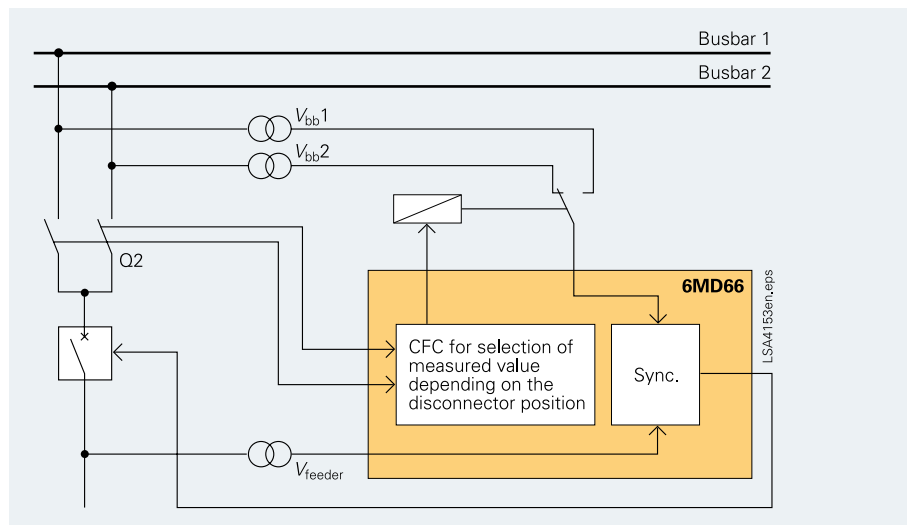 Busbar 1
Busbar 2
Vbb1
Vbb2
Q2
6MD66
LSA4153en.eps
CFC for selection of
measured value
depending on the
disconnector position
Sync.
Vfeeder